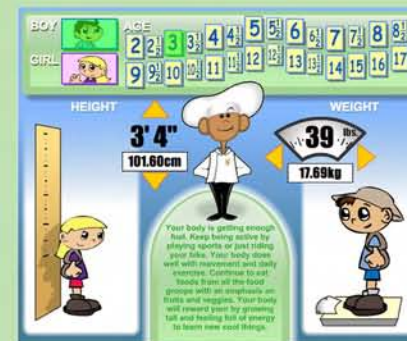 BOY
AGE
2 2½ 3 3½ 4 4½ 5 5½ 6 6½ 7 7½ 8 8½
GIRL
9 9½ 10 10½ 11 11½ 12 12½ 13 13½ 14 15 16 17
HEIGHT
WEIGHT
3' 4"
101.60cm
39 lbs.
17.69kg
Your body is getting enough
fuel. Keep being active by
playing sports or just riding
your bike. Your body does
well with movement and daily
exercise. Continue to eat
foods from all the food
groups with an emphasis on
fruits and veggies. Your body
will reward you by growing
tall and feeling full of energy
to learn new cool things.